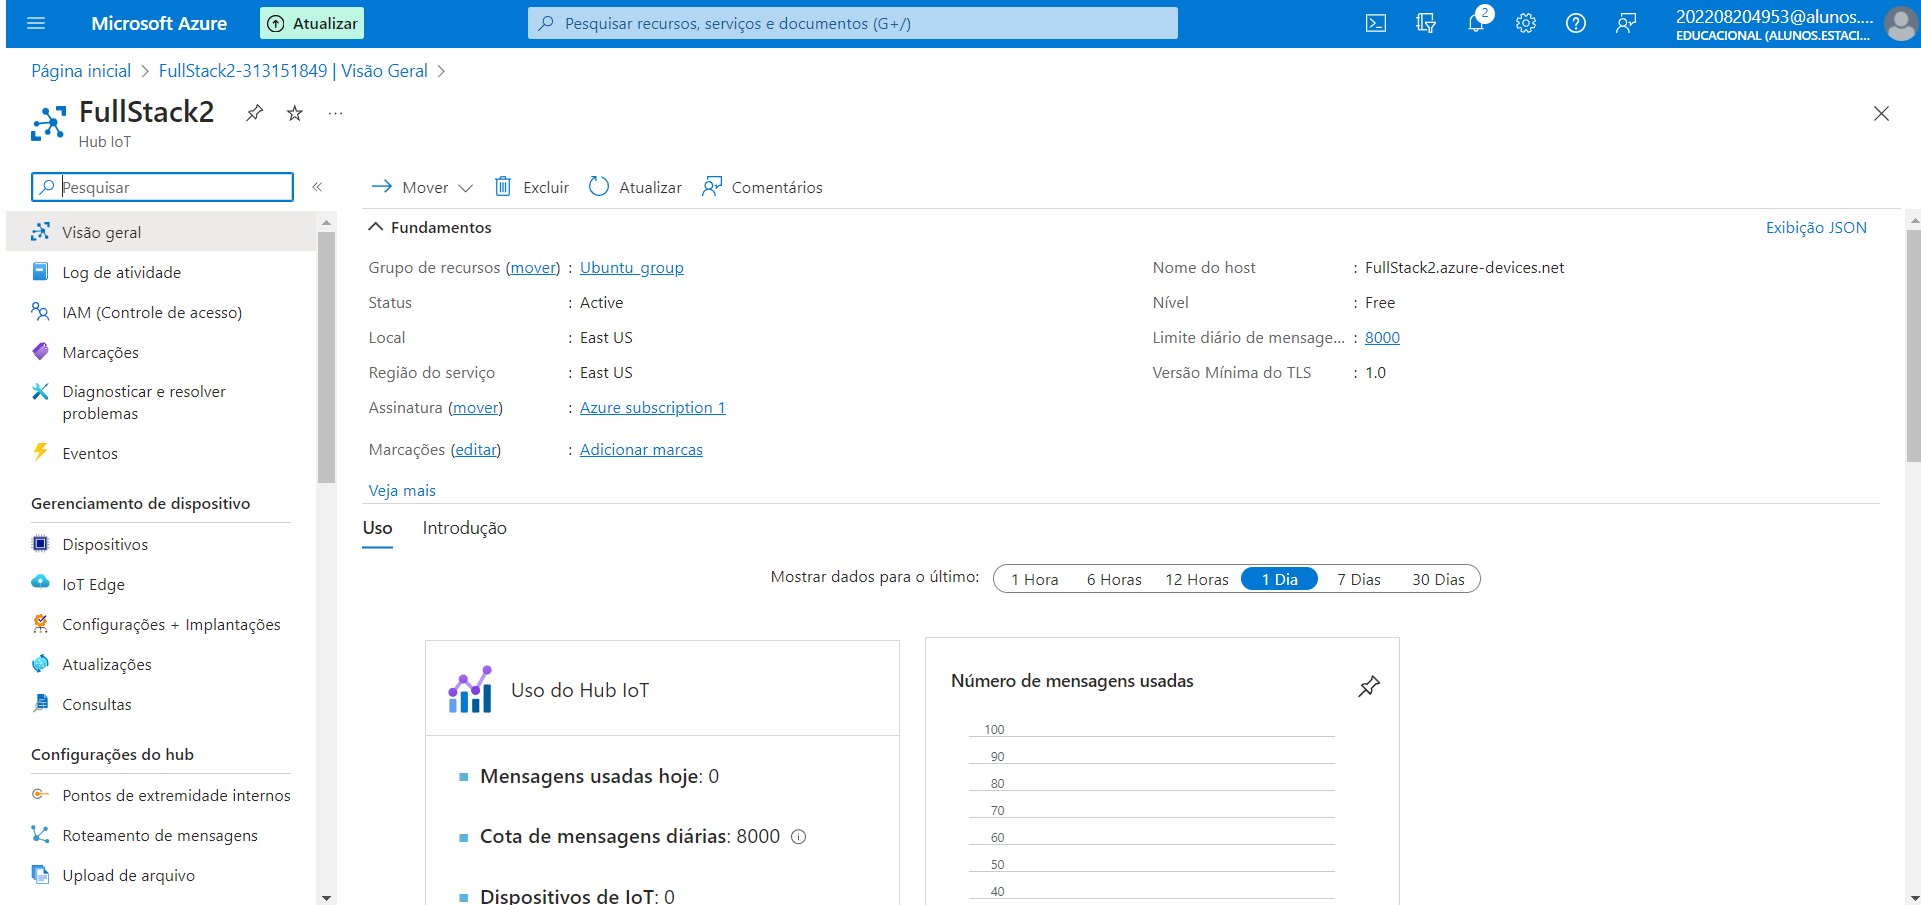 Microsoft Azure
Atualizar
Pesquisar recursos, serviços e documentos (G+/)
2
202208204953@alunos....
EDUCACIONAL (ALUNOS.ESTACI...
Página inicial > FullStack2-313151849 | Visão Geral >
FullStack2
...
Hub IoT
Pesquisar
«
Mover
Excluir
Atualizar
Comentários
Visão geral
Log de atividade
IAM (Controle de acesso)
Marcações
Diagnosticar e resolver
problemas
Eventos
Gerenciamento de dispositivo
Dispositivos
IoT Edge
Configurações + Implantações
Atualizações
Consultas
Configurações do hub
Pontos de extremidade internos
Roteamento de mensagens
Upload de arquivo
Fundamentos
Exibição JSON
Grupo de recursos (mover) : Ubuntu_group
Status : Active
Local : East US
Região do serviço : East US
Assinatura (mover) : Azure subscription 1
Marcações (editar) : Adicionar marcas
Veja mais
Nome do host : FullStack2.azure-devices.net
Nível : Free
Limite diário de mensage... : 8000
Versão Mínima do TLS : 1.0
Uso
Introdução
Mostrar dados para o último:
1 Hora
6 Horas
12 Horas
1 Dia
7 Dias
30 Dias
Uso do Hub IoT
Mensagens usadas hoje: 0
Cota de mensagens diárias: 8000
Dispositivos de IoT: 0
Número de mensagens usadas
100
90
80
70
60
50
40